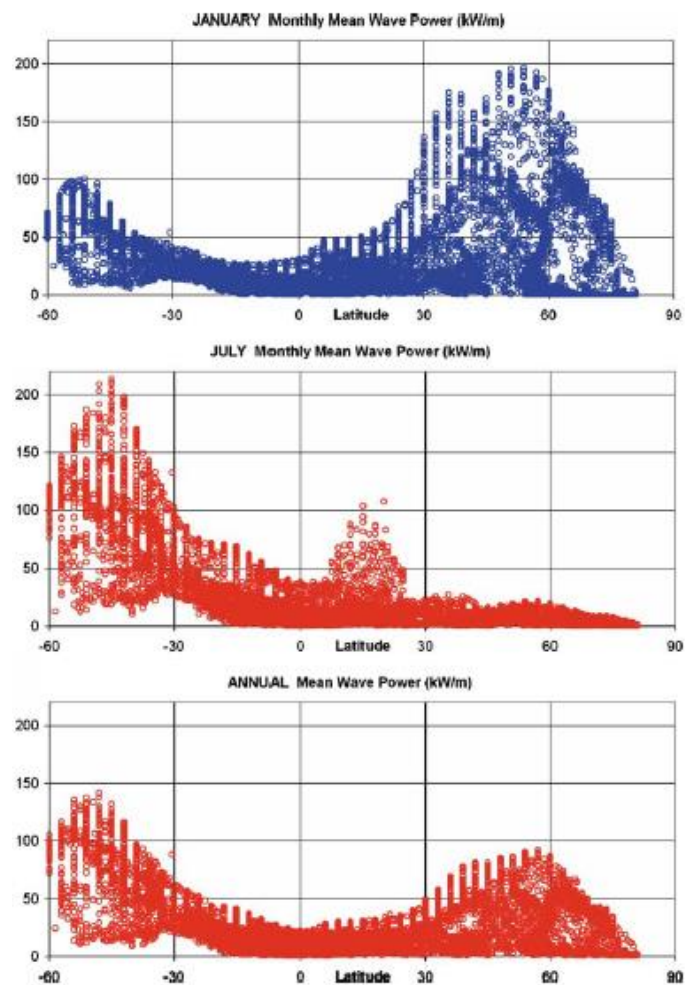 JANUARY Monthly Mean Wave Power (kW/m)
200
150
100
50
0
-60 -30 0 Latitude 30 60 90
JULY Monthly Mean Wave Power (kW/m)
200
150
100
50
0
-60 -30 0 Latitude 30 60 90
ANNUAL Mean Wave Power (kW/m)
200
150
100
50
0
-60 -30 0 Latitude 30 60 90